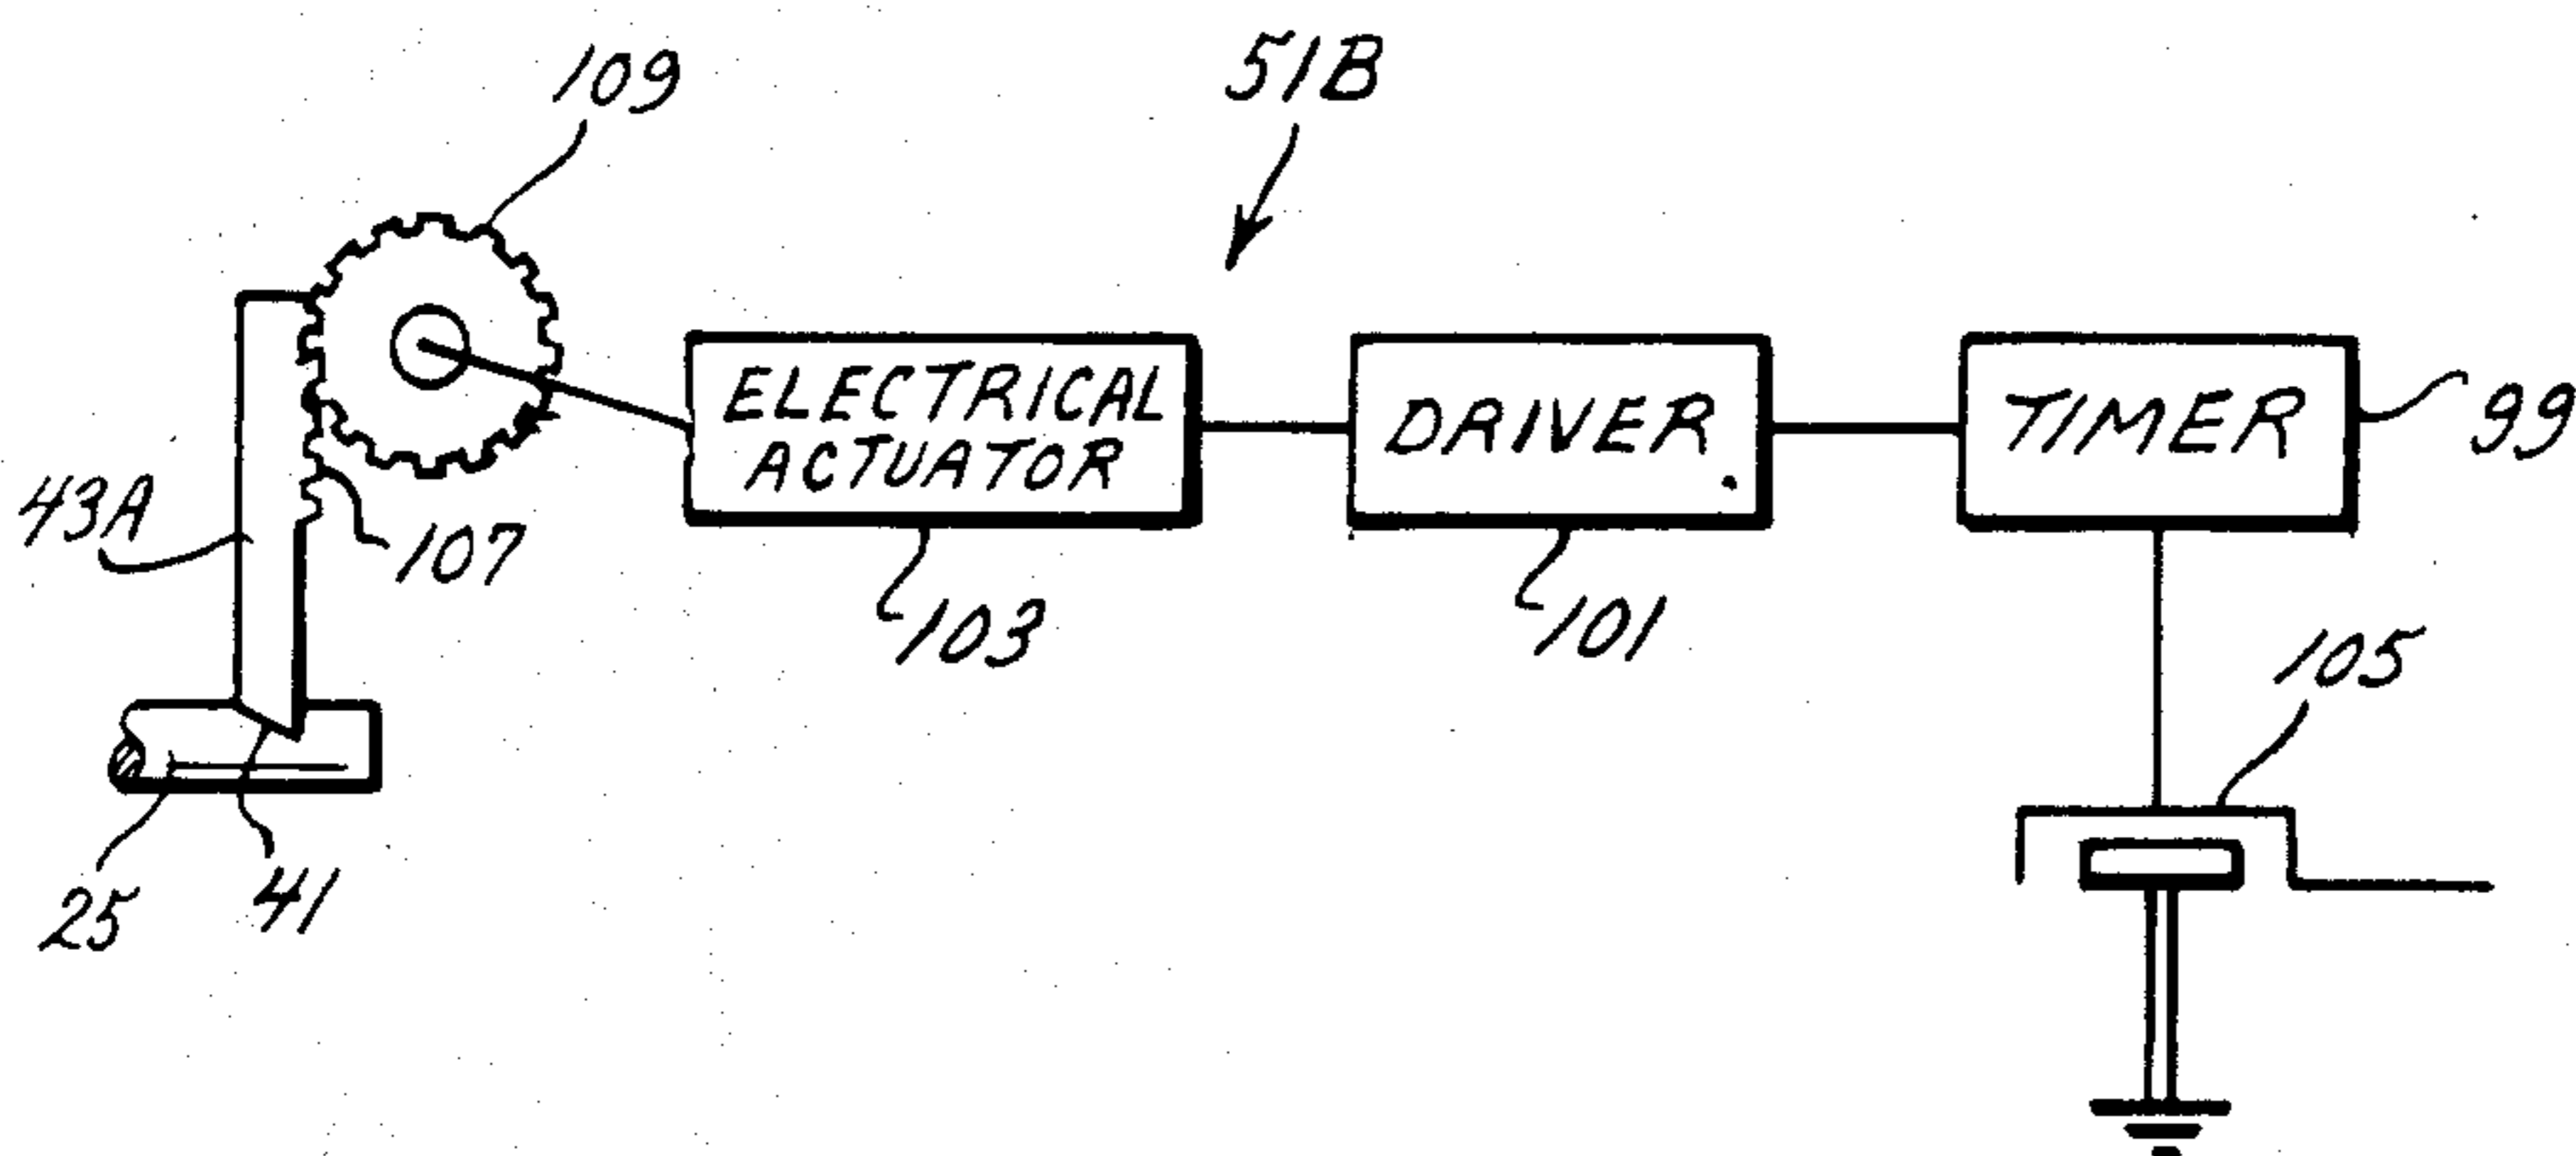 109
51B
ELECTRICAL
ACTUATOR
DRIVER
TIMER
99
43A
107
103
101
105
25
41